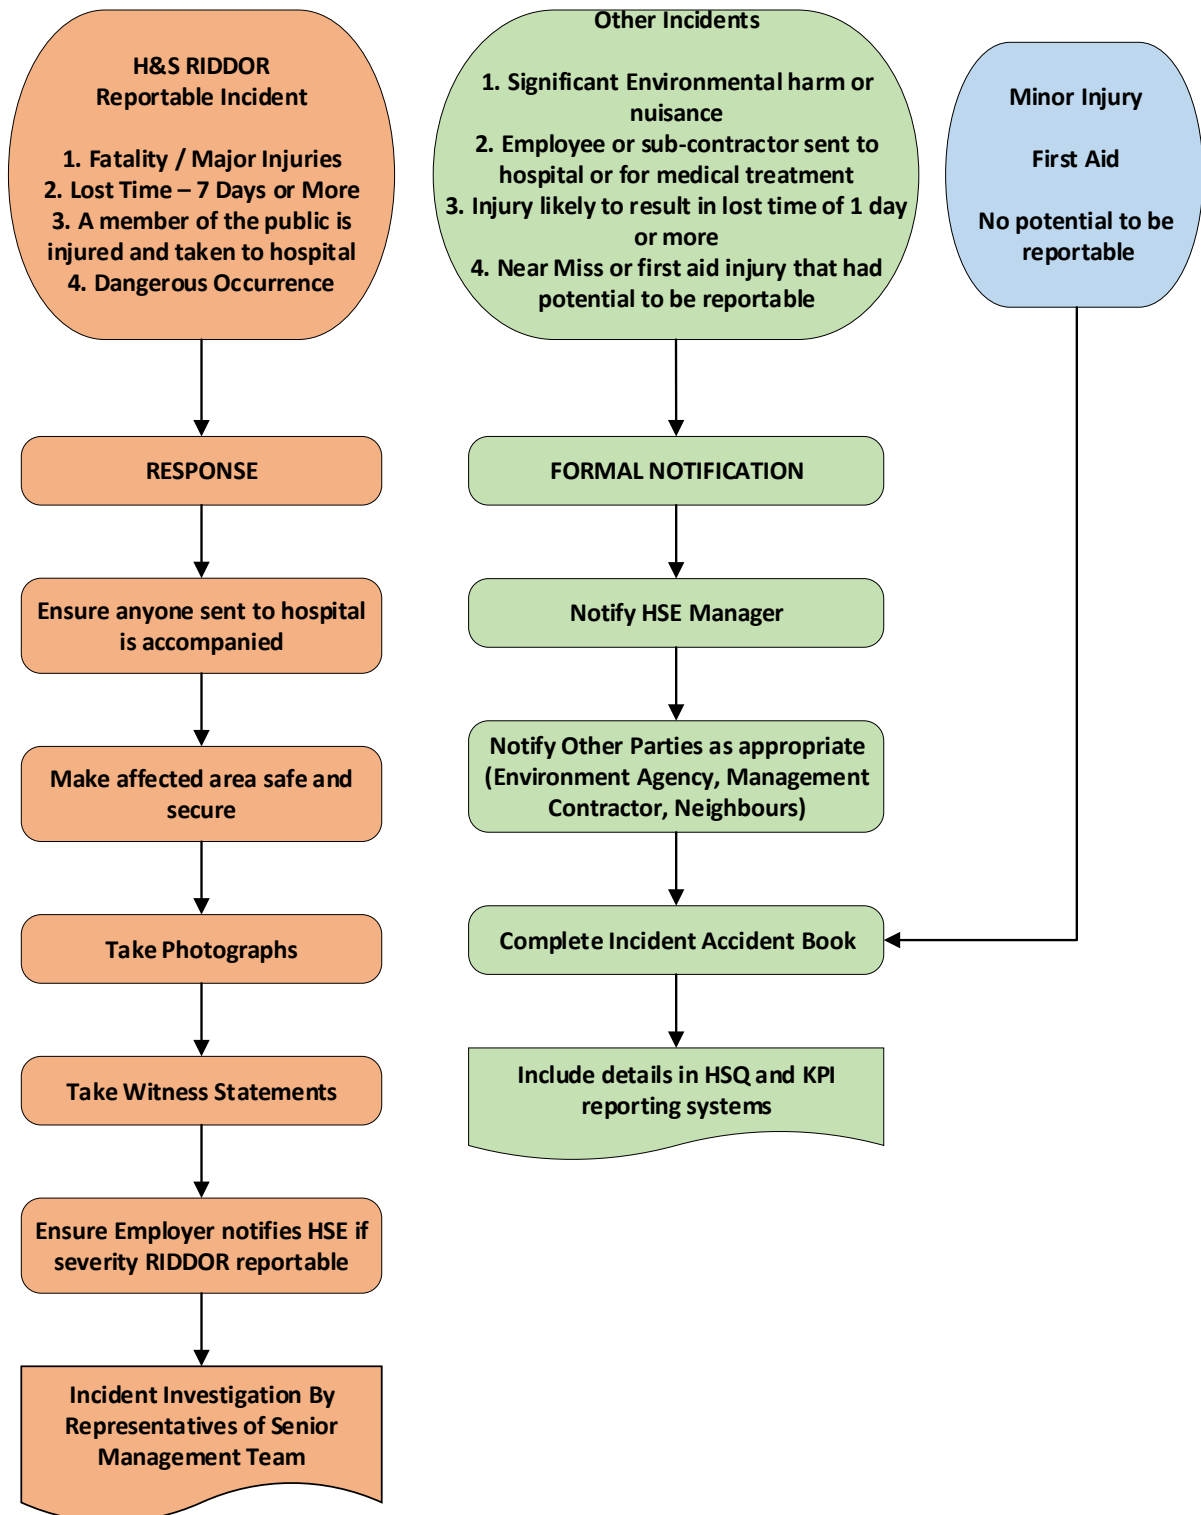 H&S RIDDOR
Reportable Incident
1. Fatality / Major Injuries
2. Lost Time – 7 Days or More
3. A member of the public is
injured and taken to hospital
4. Dangerous Occurrence
RESPONSE
Ensure anyone sent to hospital
is accompanied
Make affected area safe and
secure
Take Photographs
Take Witness Statements
Ensure Employer notifies HSE if
severity RIDDOR reportable
Incident Investigation By
Representatives of Senior
Management Team
Other Incidents
1. Significant Environmental harm or
nuisance
2. Employee or sub-contractor sent to
hospital or for medical treatment
3. Injury likely to result in lost time of 1 day
or more
4. Near Miss or first aid injury that had
potential to be reportable
FORMAL NOTIFICATION
Notify HSE Manager
Notify Other Parties as appropriate
(Environment Agency, Management
Contractor, Neighbours)
Complete Incident Accident Book
Include details in HSQ and KPI
reporting systems
Minor Injury
First Aid
No potential to be
reportable